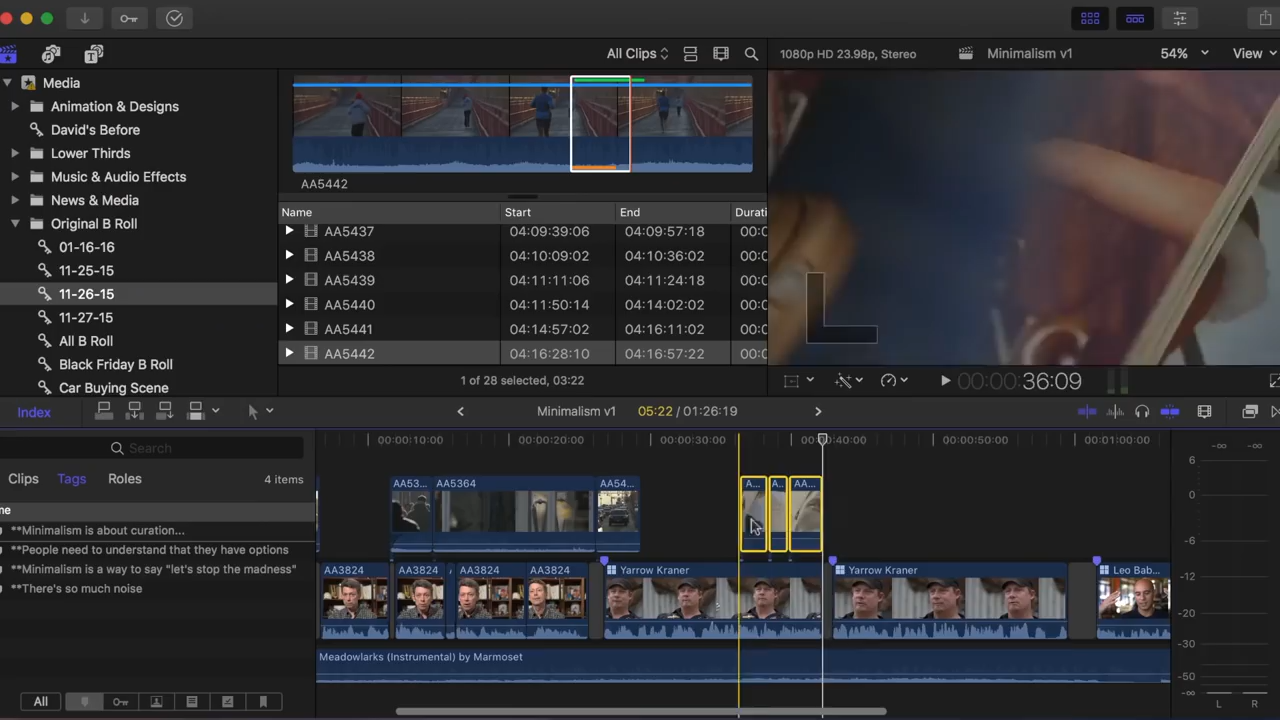 All Clips
1080p HD 23.98p, Stereo
Minimalism v1
54%
View
Media
Animation & Designs
David's Before
Lower Thirds
Music & Audio Effects
News & Media
Original B Roll
01-16-16
11-25-15
11-26-15
11-27-15
All B Roll
Black Friday B Roll
Car Buying Scene
AA5442
Name Start End Durati
AA5437 04:09:39:06 04:09:57:18 00:0
AA5438 04:10:09:02 04:10:36:02 00:0
AA5439 04:11:11:06 04:11:24:18 00:0
AA5440 04:11:50:14 04:14:02:02 00:0
AA5441 04:14:57:02 04:16:11:02 00:0
AA5442 04:16:28:10 04:16:57:22 00:0
1 of 28 selected, 03:22
00:00:36:09
Index
Minimalism v1
05:22 / 01:26:19
Search
Clips
Tags
Roles
4 items
me
**Minimalism is about curation...
**People need to understand that they have options
**Minimalism is a way to say “let's stop the madness”
**There's so much noise
All
00:00:10:00 00:00:20:00 00:00:30:00 00:00:40:00 00:00:50:00 00:01:00:00
AA53... AA5364 AA54... A... A... AA...
AA3824 AA3824 AA3824 AA3824 Yarrow Kraner Yarrow Kraner Leo Bab...
Meadowlarks (Instrumental) by Marmoset
-∞ -∞
6
0
-6
-12
-20
-30
-50
-∞
L R